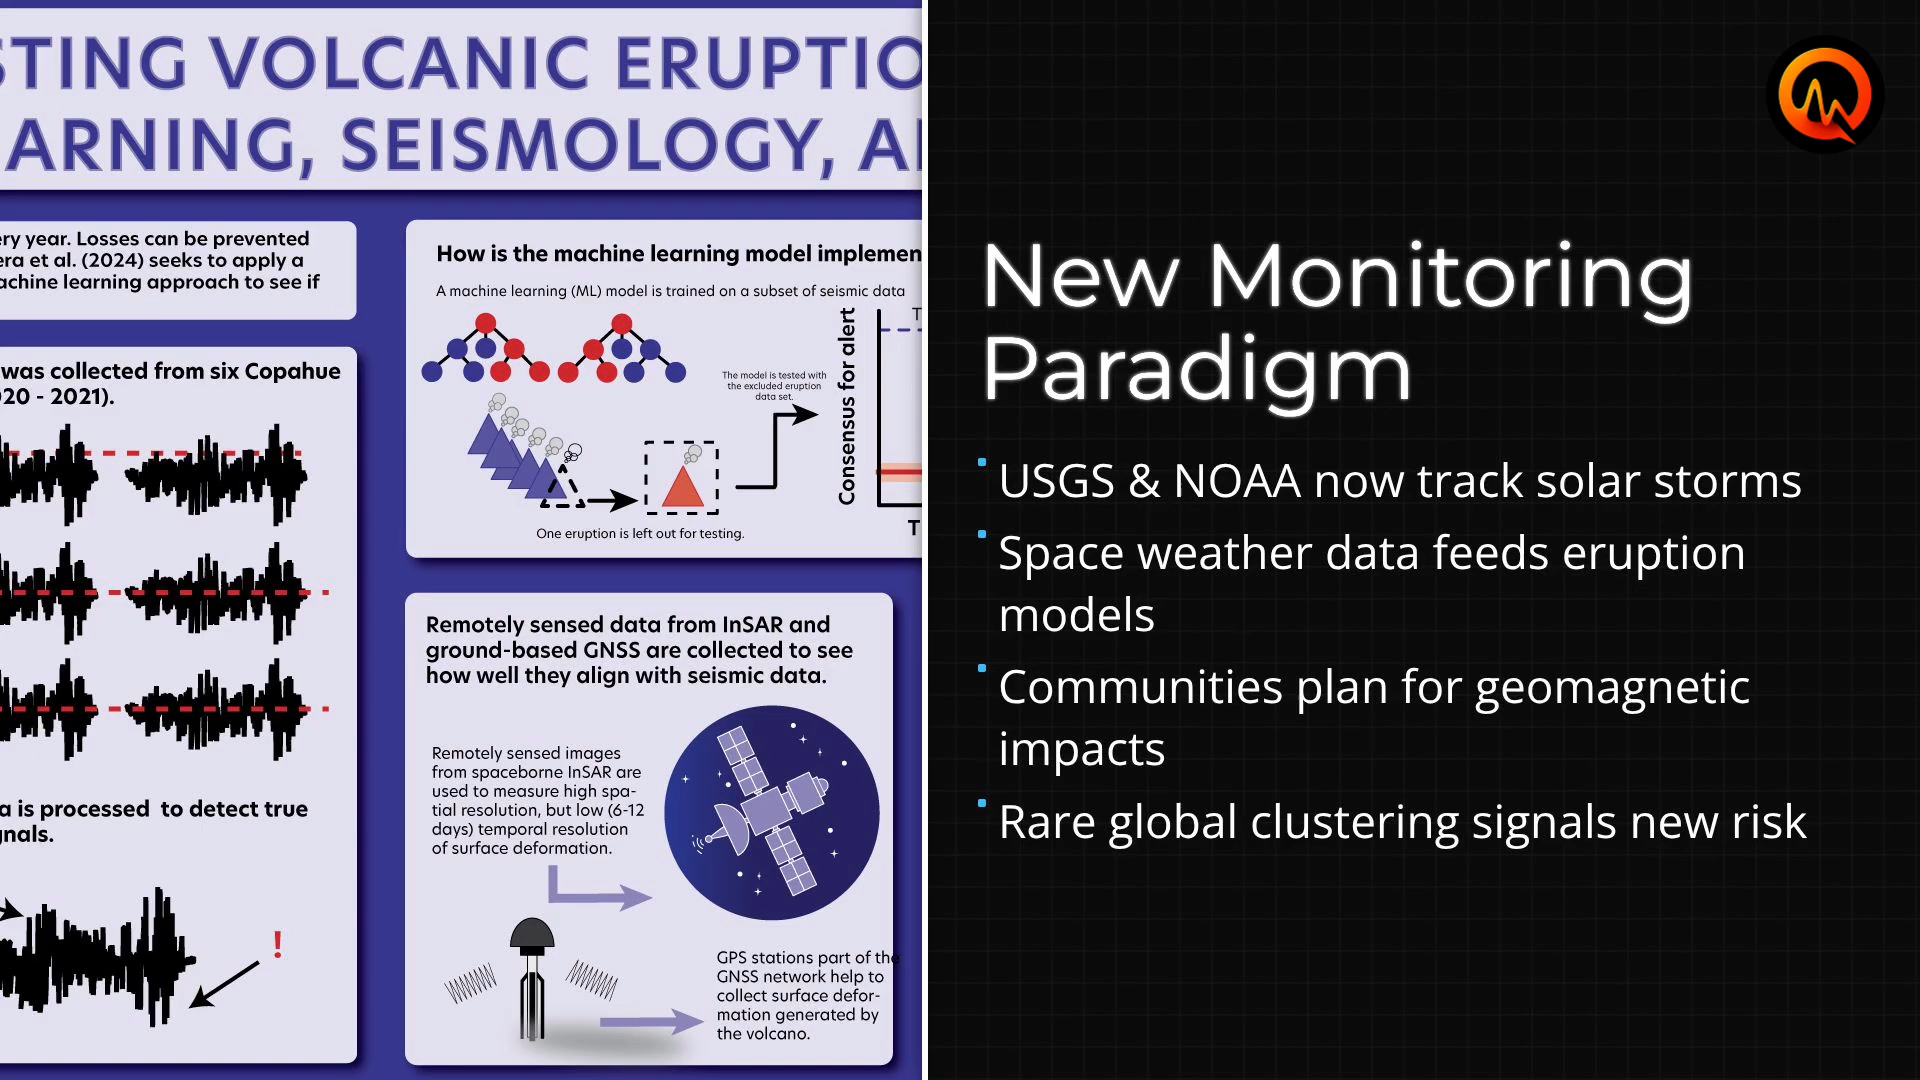 STING VOLCANIC ERUPTIO
ARNING, SEISMOLOGY, A
ery year. Losses can be prevented
era et al. (2024) seeks to apply a
achine learning approach to see if
was collected from six Copahue
020 - 2021).
a is processed to detect true
gnals.
!
How is the machine learning model implemen
A machine learning (ML) model is trained on a subset of seismic data
The model is tested with
the excluded eruption
data set.
Consensus for alert
T
T
One eruption is left out for testing.
Remotely sensed data from InSAR and
ground-based GNSS are collected to see
how well they align with seismic data.
Remotely sensed images
from spaceborne InSAR are
used to measure high spa-
tial resolution, but low (6-12
days) temporal resolution
of surface deformation.
GPS stations part of the
GNSS network help to
collect surface defor-
mation generated by
the volcano.
New Monitoring
Paradigm
USGS & NOAA now track solar storms
Space weather data feeds eruption
models
Communities plan for geomagnetic
impacts
Rare global clustering signals new risk